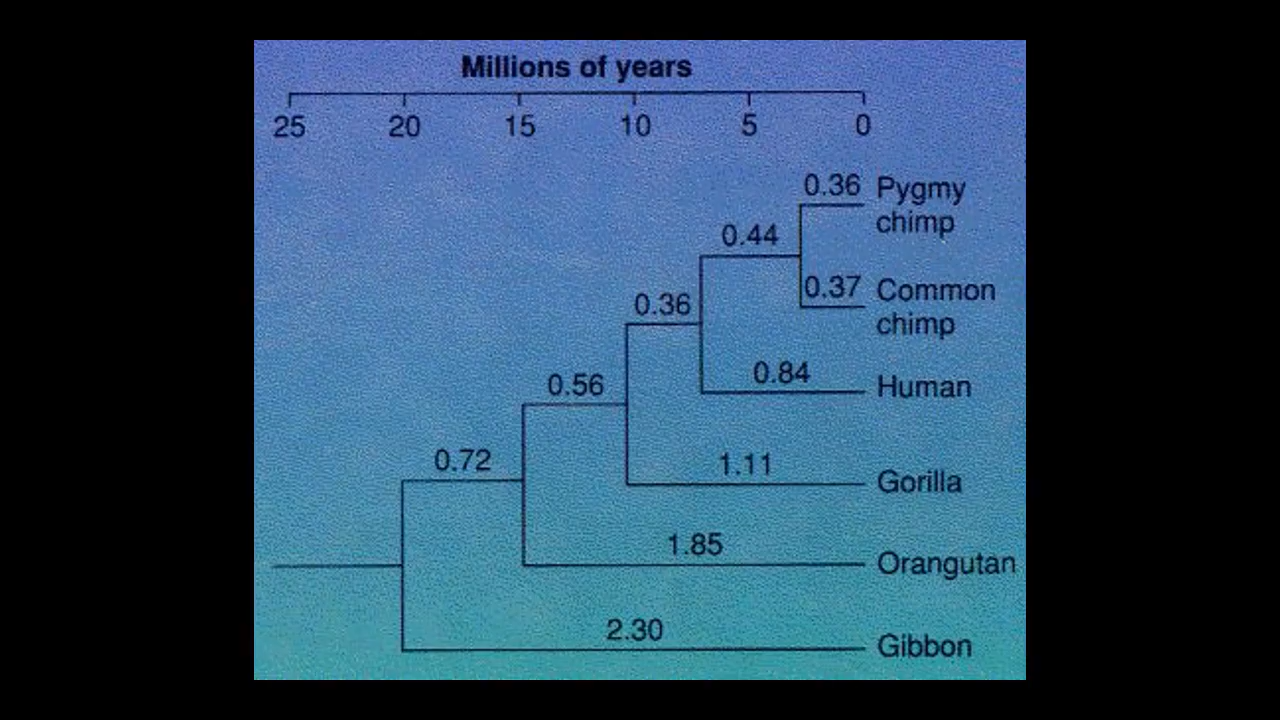 Millions of years
25 20 15 10 5 0
0.36 Pygmy
chimp
0.44
0.37 Common
chimp
0.36
0.84 Human
0.56
1.11 Gorilla
0.72
1.85 Orangutan
2.30 Gibbon